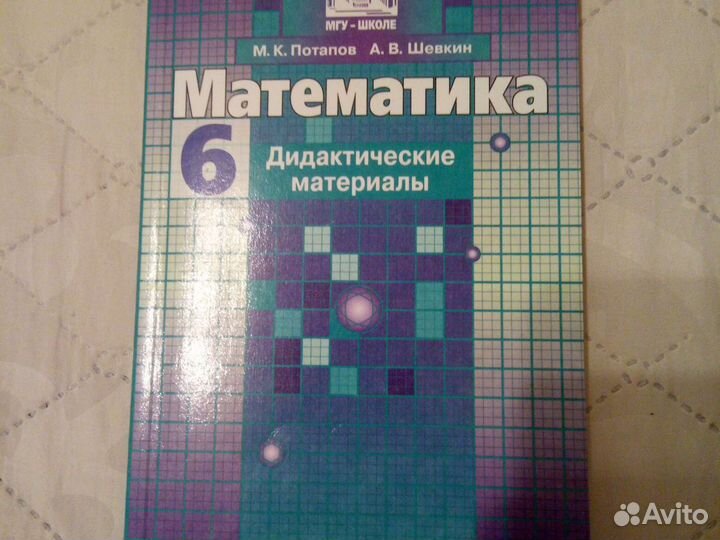 МГУ - ШКОЛЕ
М. К. Потапов А. В. Шевкин
Математика
6
Дидактические
материалы
Avito